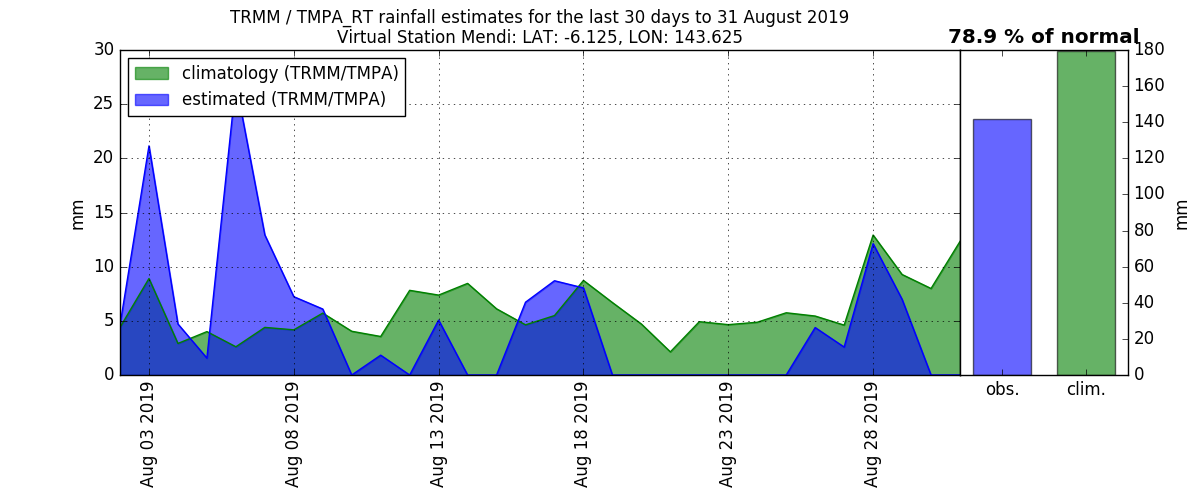 TRMM / TMPA_RT rainfall estimates for the last 30 days to 31 August 2019
Virtual Station Mendi: LAT: -6.125, LON: 143.625
78.9 % of normal
climatology (TRMM/TMPA)
estimated (TRMM/TMPA)
30
25
20
15
10
5
0
mm
Aug 03 2019
Aug 08 2019
Aug 13 2019
Aug 18 2019
Aug 23 2019
Aug 28 2019
obs.
clim.
180
160
140
120
100
80
60
40
20
0
mm